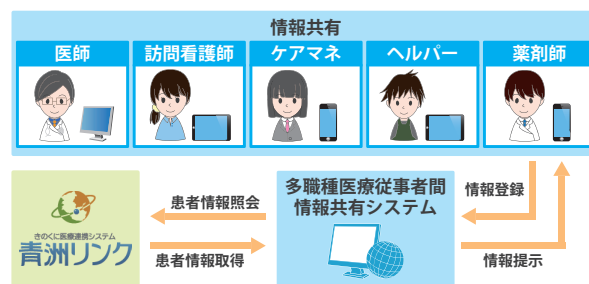 情報共有
医師
訪問看護師
ケアマネ
ヘルパー
薬剤師
きのくに医療連携システム
青洲リンク
患者情報照会
患者情報取得
多職種医療従事者間
情報共有システム
情報登録
情報提示